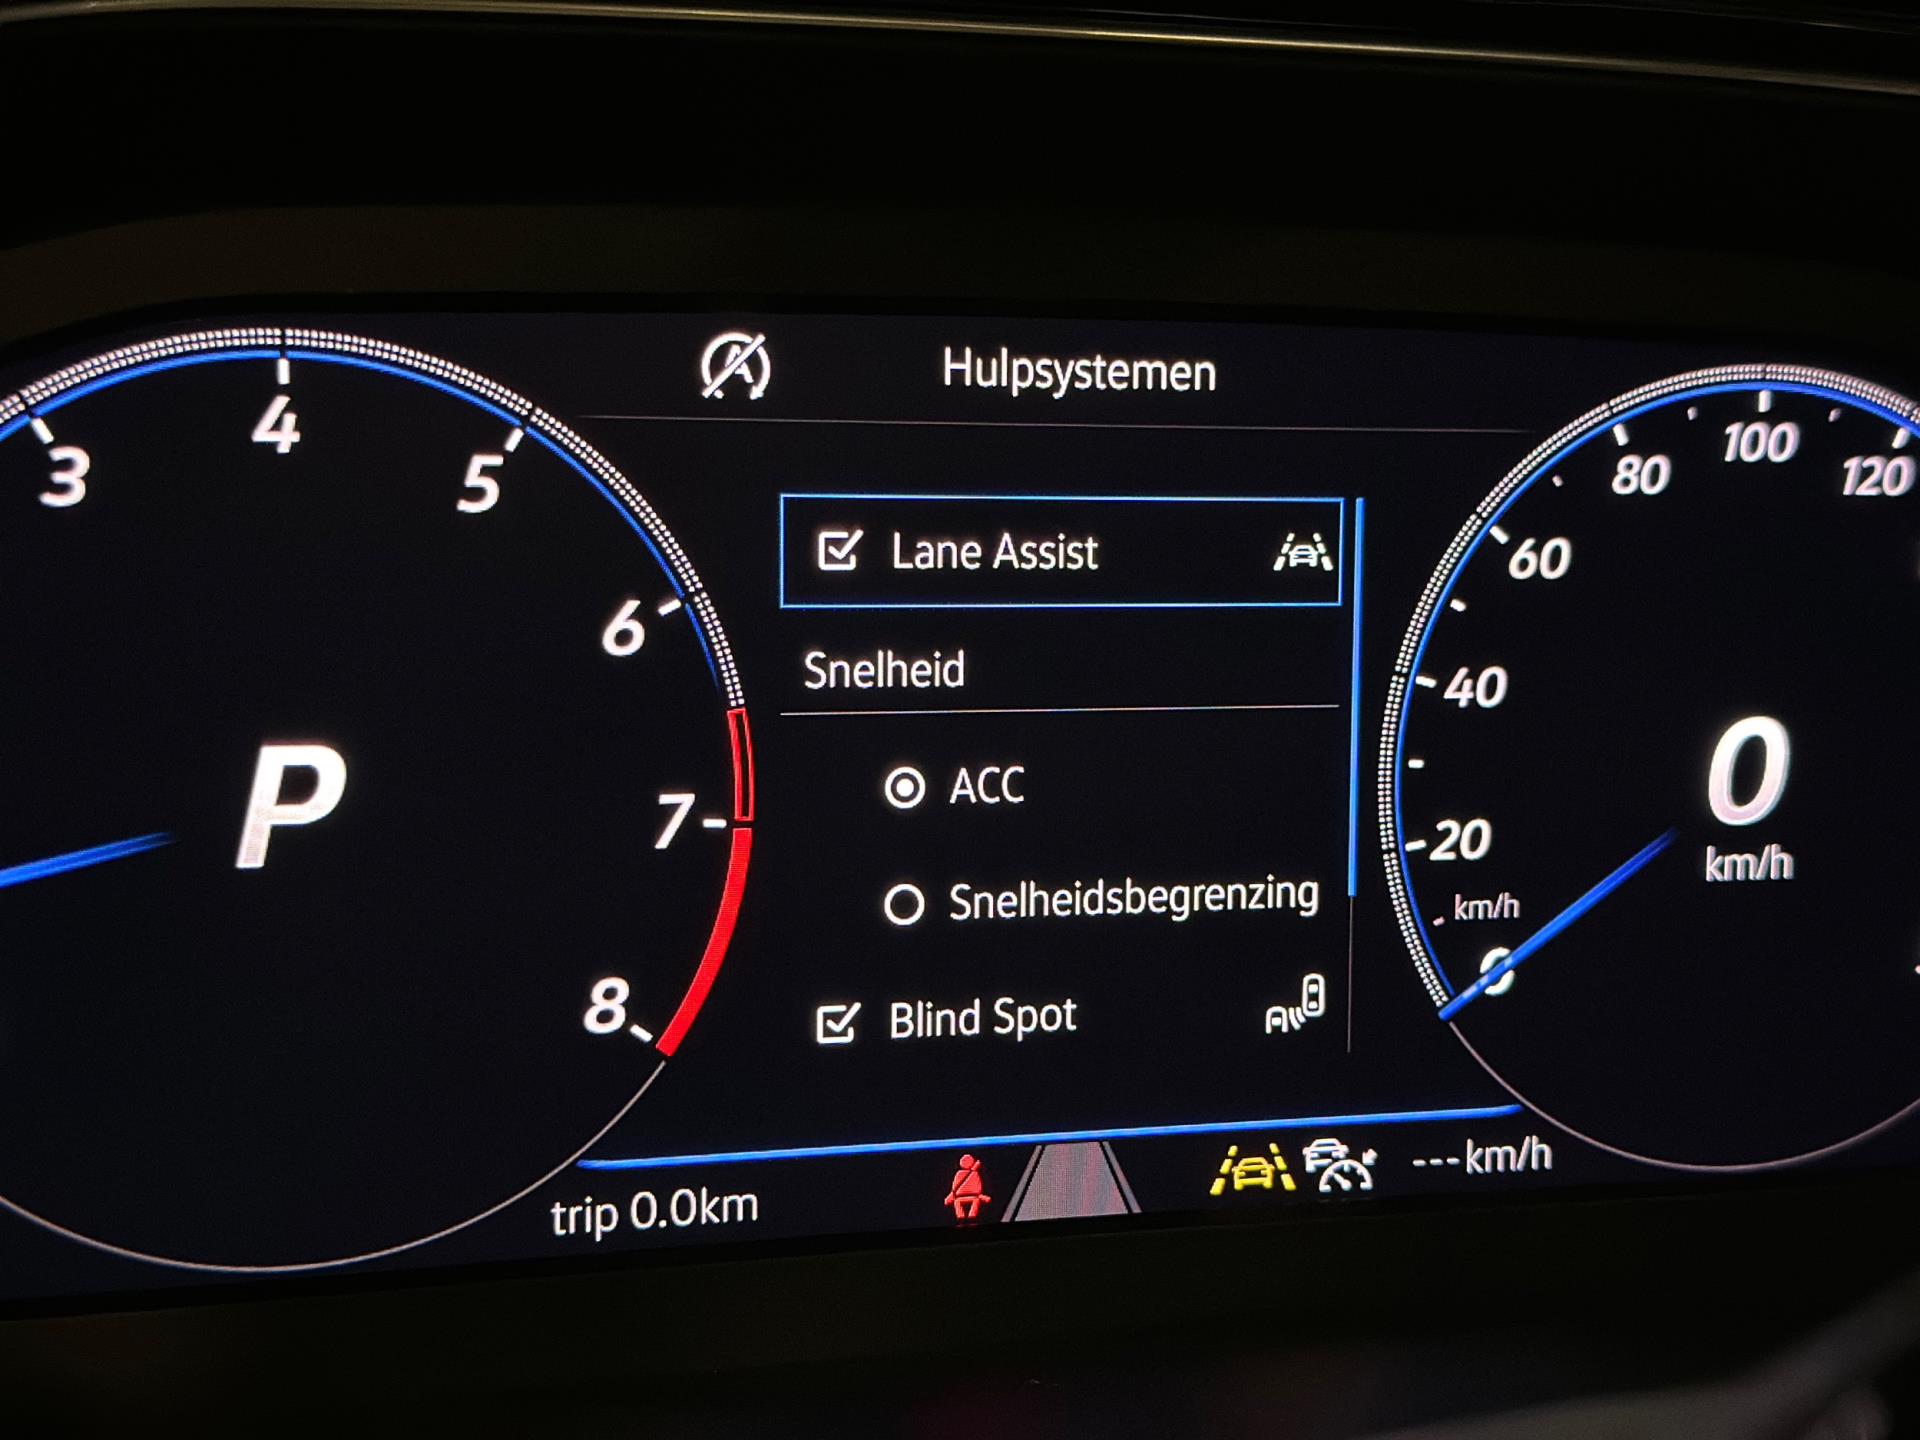 Hulpsystemen
3
4
5
6
7
8
P
Lane Assist
Snelheid
ACC
Snelheidsbegrenzing
Blind Spot
120
100
80
60
40
20
km/h
0
0
km/h
trip 0.0km
---km/h